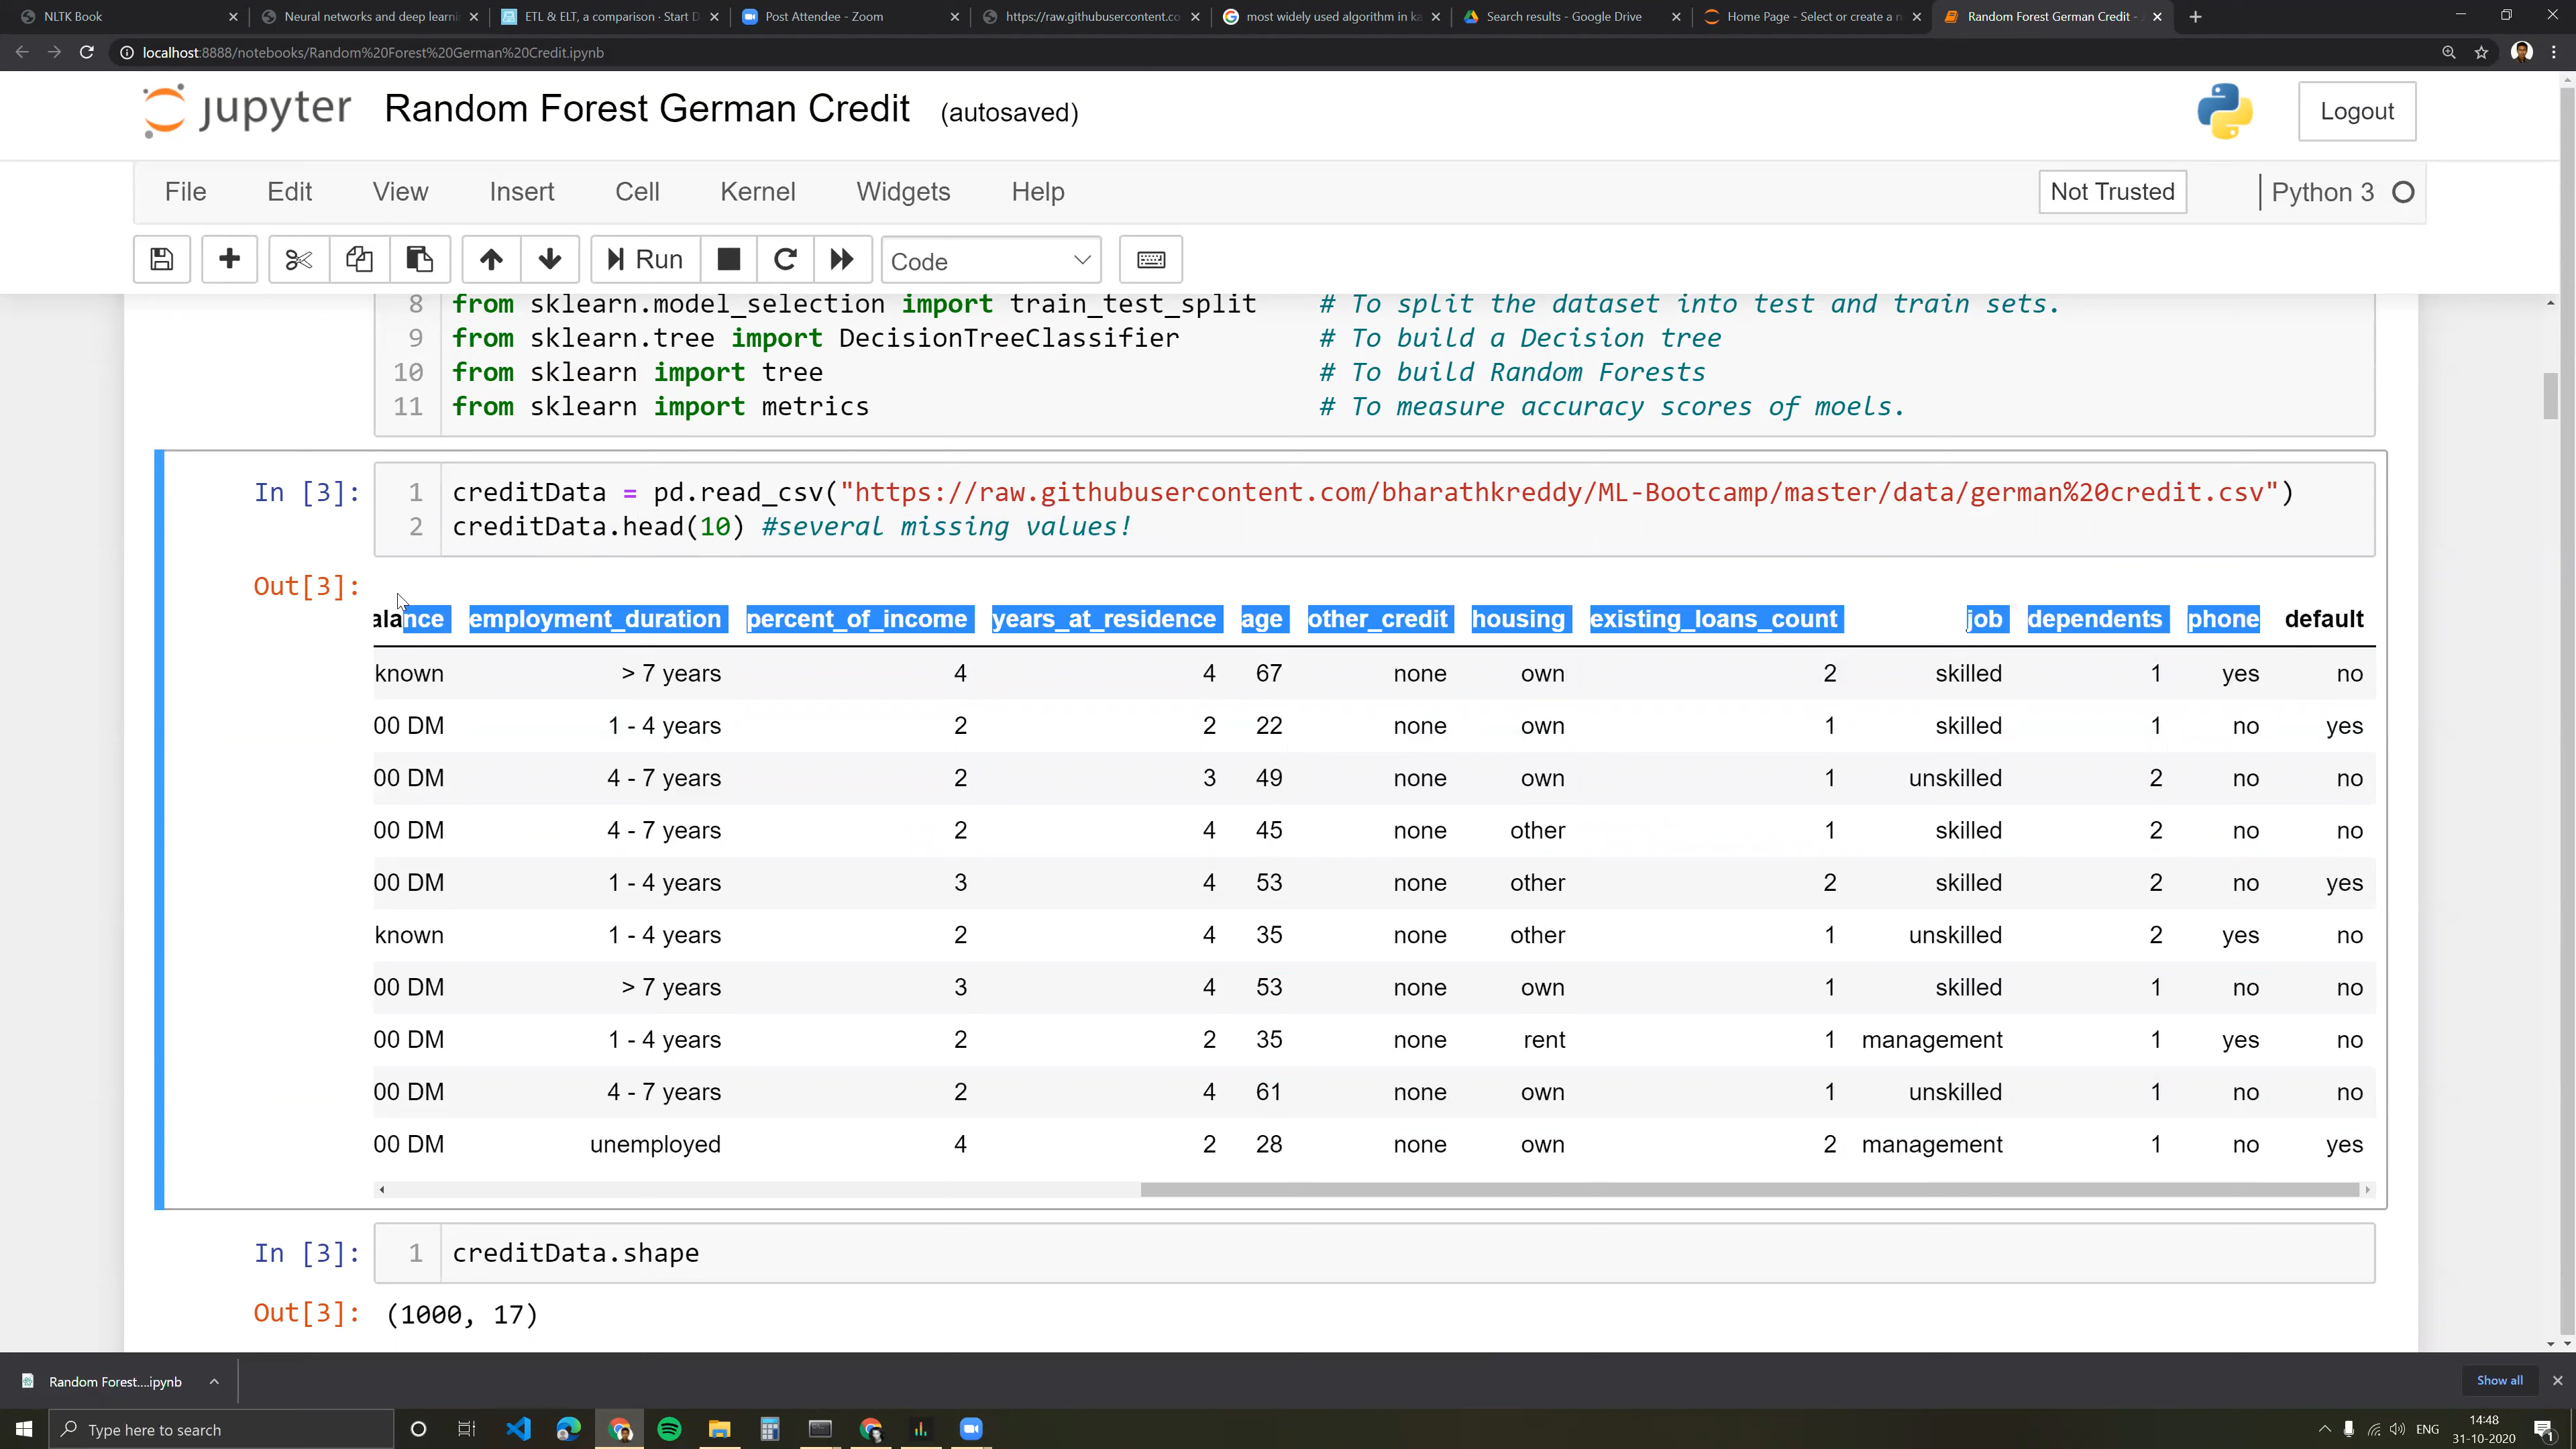 NLTK Book
Neural networks and deep learni
ETL & ELT, a comparison · Start D
Post Attendee - Zoom
https://raw.githubusercontent.co
most widely used algorithm in ka
Search results - Google Drive
Home Page - Select or create a n
Random Forest German Credit -
localhost:8888/notebooks/Random%20Forest%20German%20Credit.ipynb
jupyter Random Forest German Credit (autosaved)
Logout
File Edit View Insert Cell Kernel Widgets Help
Not Trusted
Python 3
Run
Code
8 from sklearn.model_selection import train_test_split # To split the dataset into test and train sets.
9 from sklearn.tree import DecisionTreeClassifier # To build a Decision tree
10 from sklearn import tree # To build Random Forests
11 from sklearn import metrics # To measure accuracy scores of moels.
In [3]: 1 creditData = pd.read_csv("https://raw.githubusercontent.com/bharathkreddy/ML-Bootcamp/master/data/german%20credit.csv")
2 creditData.head(10) #several missing values!
Out[3]:
alance employment_duration percent_of_income years_at_residence age other_credit housing existing_loans_count job dependents phone default
known > 7 years 4 4 67 none own 2 skilled 1 yes no
00 DM 1 - 4 years 2 2 22 none own 1 skilled 1 no yes
00 DM 4 - 7 years 2 3 49 none own 1 unskilled 2 no no
00 DM 4 - 7 years 2 4 45 none other 1 skilled 2 no no
00 DM 1 - 4 years 3 4 53 none other 2 skilled 2 no yes
known 1 - 4 years 2 4 35 none other 1 unskilled 2 yes no
00 DM > 7 years 3 4 53 none own 1 skilled 1 no no
00 DM 1 - 4 years 2 2 35 none rent 1 management 1 yes no
00 DM 4 - 7 years 2 4 61 none own 1 unskilled 1 no no
00 DM unemployed 4 2 28 none own 2 management 1 no yes
In [3]: 1 creditData.shape
Out[3]: (1000, 17)
Random Forest....ipynb
Show all
Type here to search
ENG
14:48
31-10-2020
1